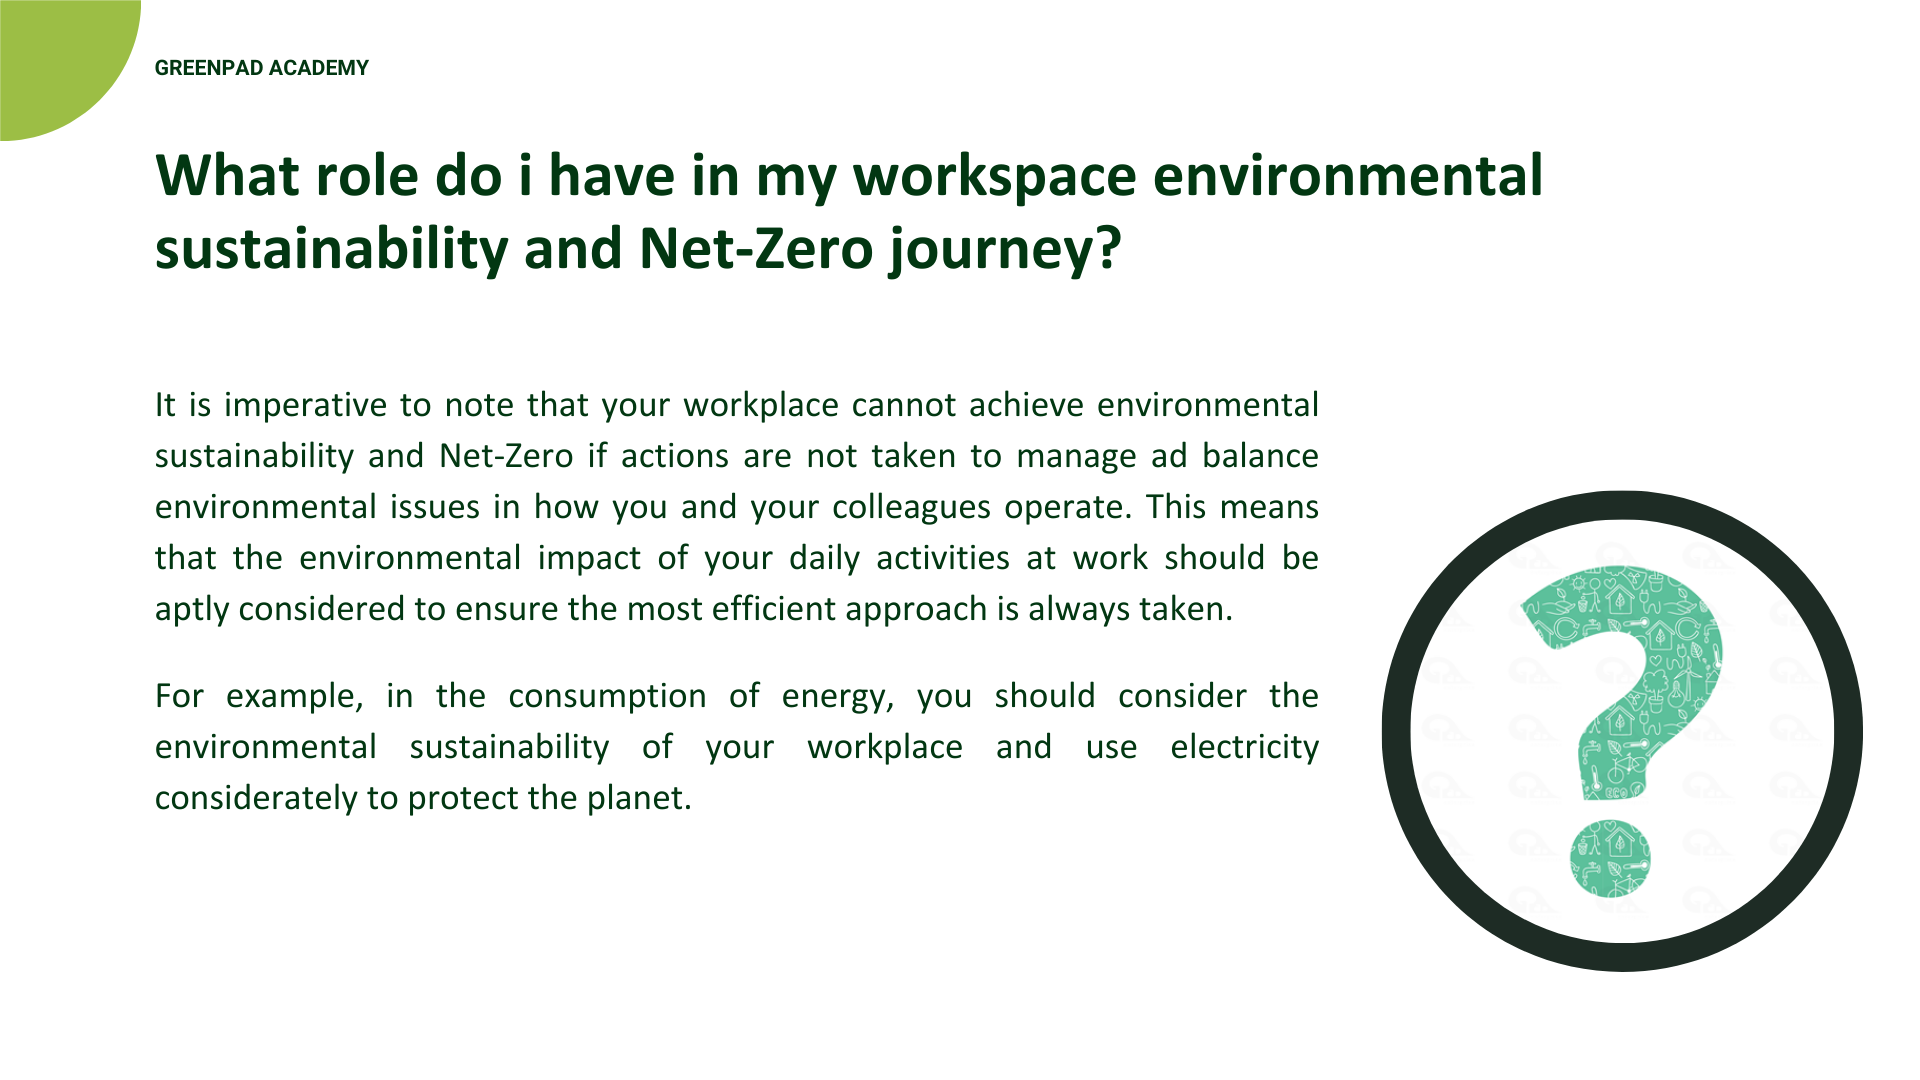 GREENPAD ACADEMY
What role do i have in my workspace environmental
sustainability and Net-Zero journey?
It is imperative to note that your workplace cannot achieve environmental
sustainability and Net-Zero if actions are not taken to manage ad balance
environmental issues in how you and your colleagues operate. This means
that the environmental impact of your daily activities at work should be
aptly considered to ensure the most efficient approach is always taken.
For example, in the consumption of energy, you should consider the
environmental sustainability of your workplace and use electricity
considerately to protect the planet.
eco